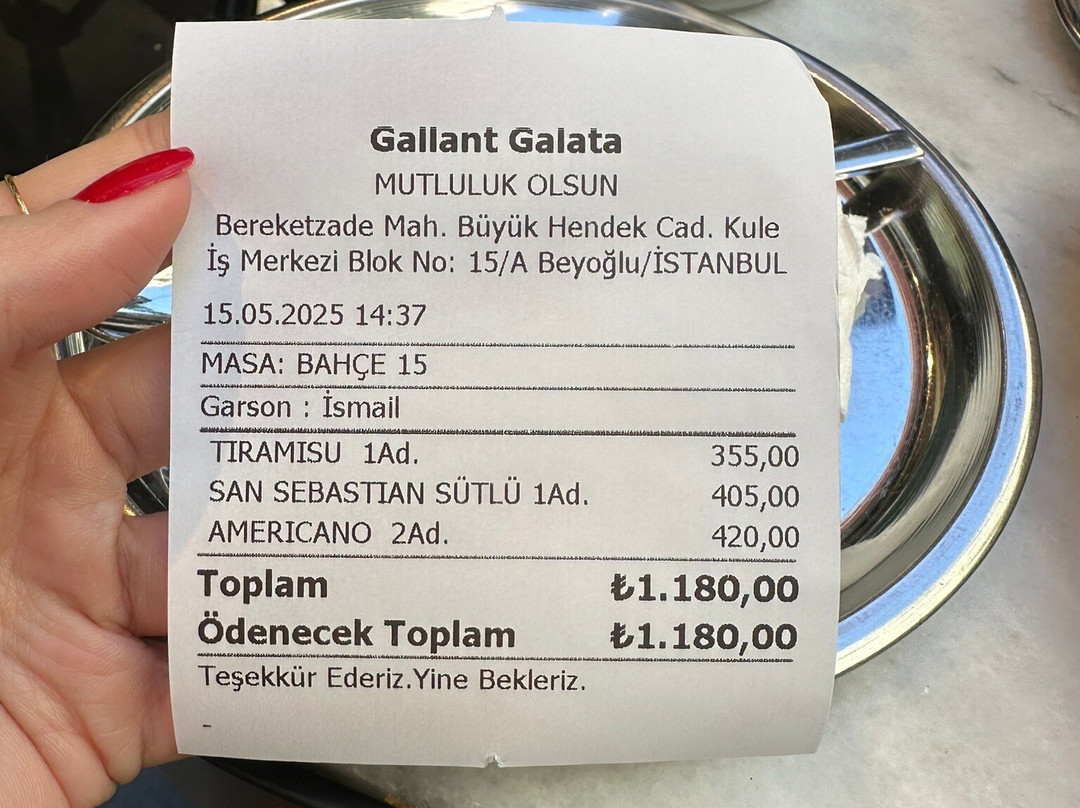 Gallant Galata
MUTLULUK OLSUN
Bereketzade Mah. Büyük Hendek Cad. Kule
İş Merkezi Blok No: 15/A Beyoğlu/İSTANBUL
15.05.2025 14:37
MASA: BAHÇE 15
Garson : İsmail
TIRAMISU 1Ad. 355,00
SAN SEBASTIAN SÜTLÜ 1Ad. 405,00
AMERICANO 2Ad. 420,00
Toplam ₺1.180,00
Ödenecek Toplam ₺1.180,00
Teşekkür Ederiz.Yine Bekleriz.
-